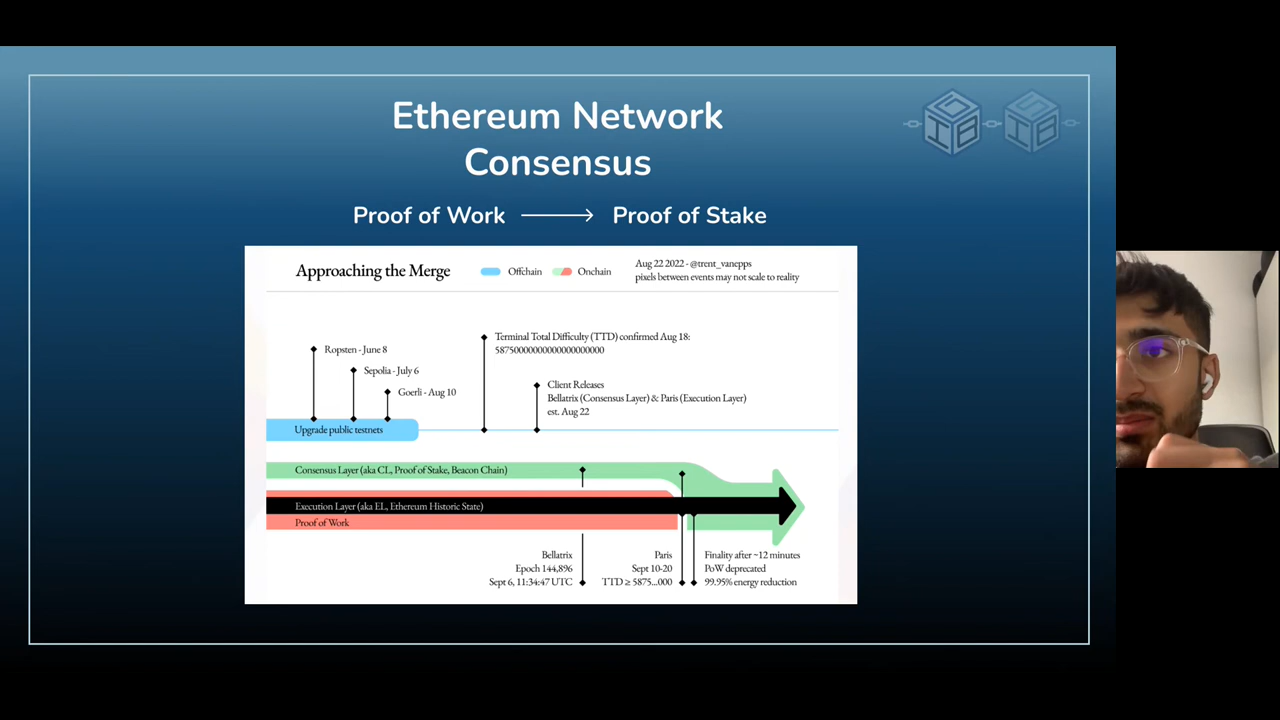 Ethereum Network
Consensus
Proof of Work
Proof of Stake
Approaching the Merge
Offchain
Onchain
Aug 22 2022 - @trent_vanepps
pixels between events may not scale to reality
Ropsten - June 8
Sepolia - July 6
Goerli - Aug 10
Terminal Total Difficulty (TTD) confirmed Aug 18:
58750000000000000000000
Client Releases
Bellatrix (Consensus Layer) & Paris (Execution Layer)
est. Aug 22
Upgrade public testnets
Consensus Layer (aka CL, Proof of Stake, Beacon Chain)
Execution Layer (aka EL, Ethereum Historic State)
Proof of Work
Bellatrix
Epoch 144,896
Sept 6, 11:34:47 UTC
Paris
Sept 10-20
TTD ≥ 5875...000
Finality after ~12 minutes
PoW deprecated
99.95% energy reduction